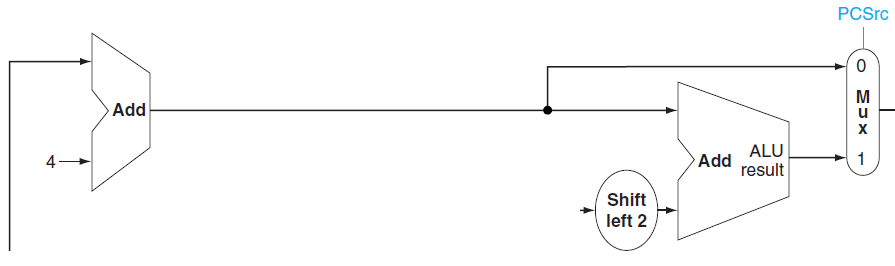 PCSrc
0
M
u
x
1
Add
4
Add
ALU
result
Shift
left 2